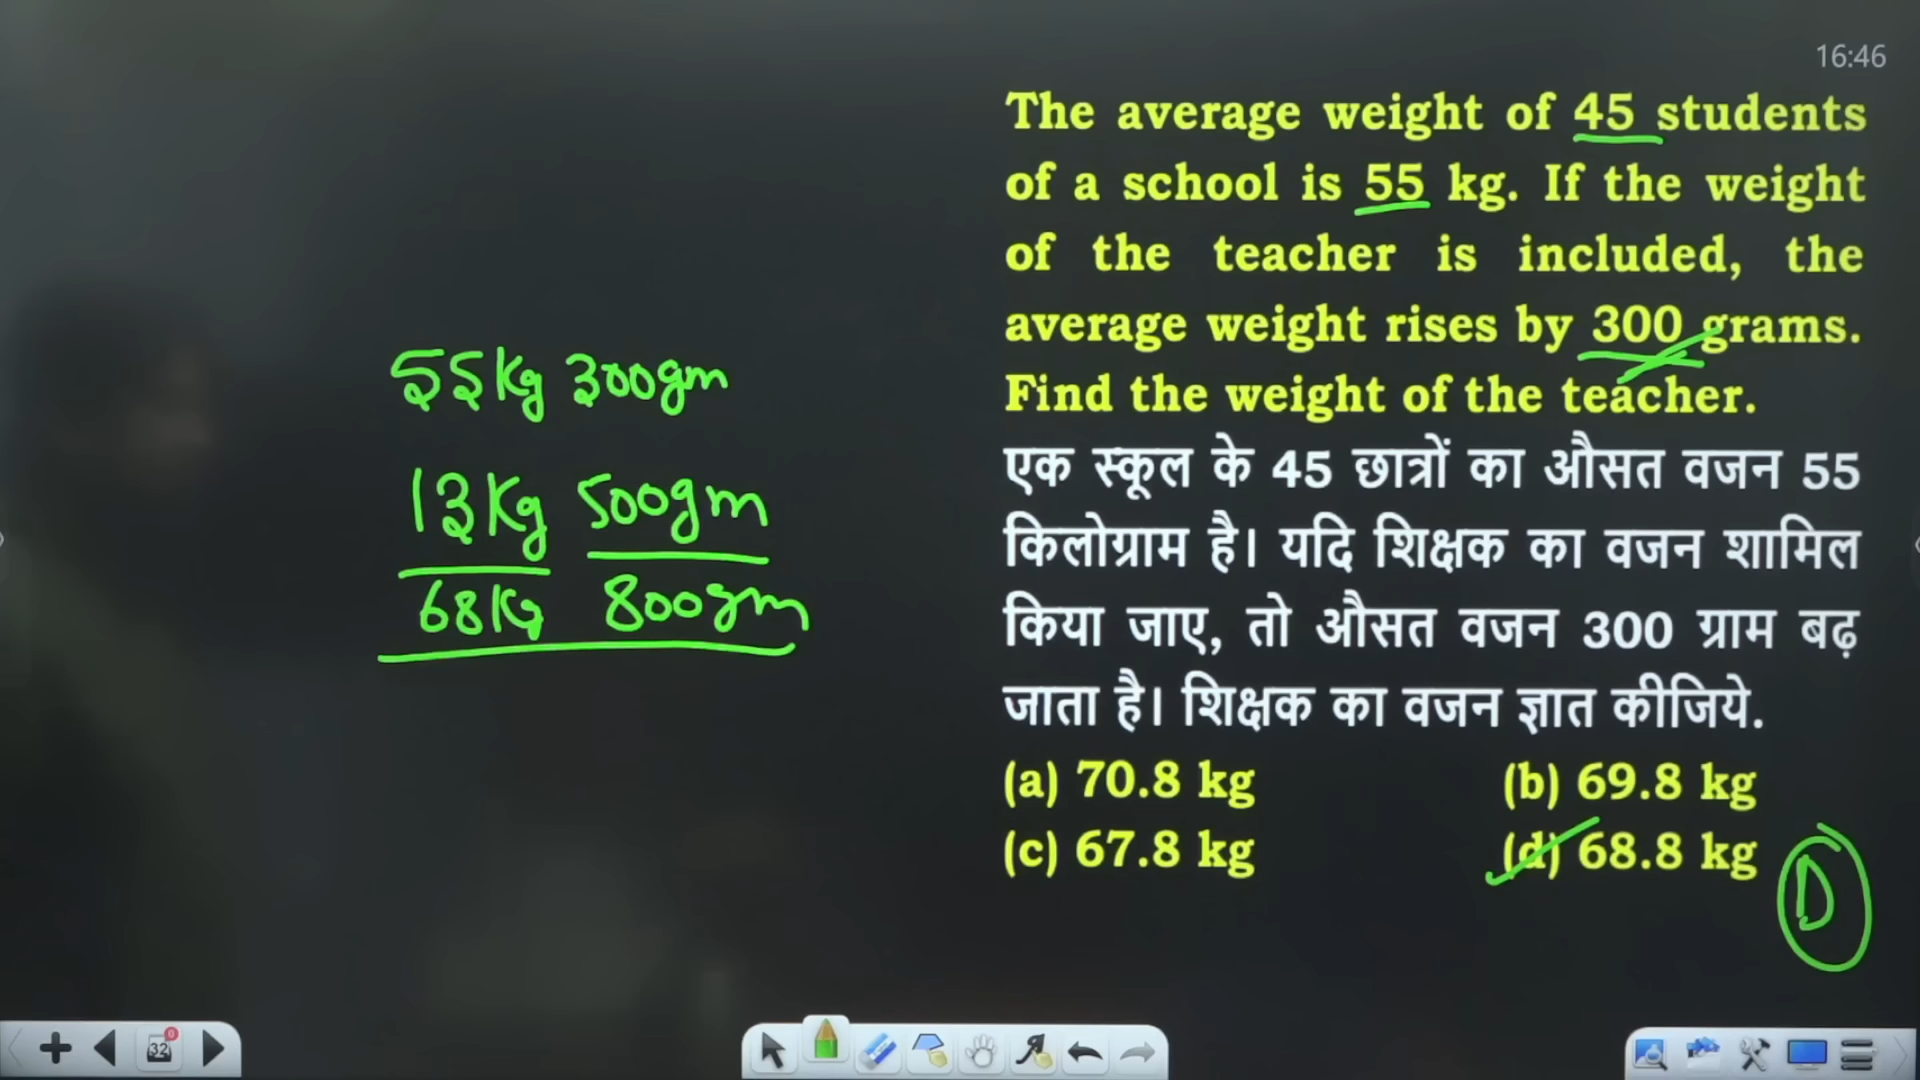 16:46
The average weight of 45 students
of a school is 55 kg. If the weight
of the teacher is included, the
average weight rises by 300 grams.
Find the weight of the teacher.
एक स्कूल के 45 छात्रों का औसत वजन 55
किलोग्राम है। यदि शिक्षक का वजन शामिल
किया जाए, तो औसत वजन 300 ग्राम बढ़
जाता है। शिक्षक का वजन ज्ञात कीजिये.
(a) 70.8 kg (b) 69.8 kg
(c) 67.8 kg (d) 68.8 kg
D
55kg 300gm
13kg 500gm
68kg 800gm
32
0